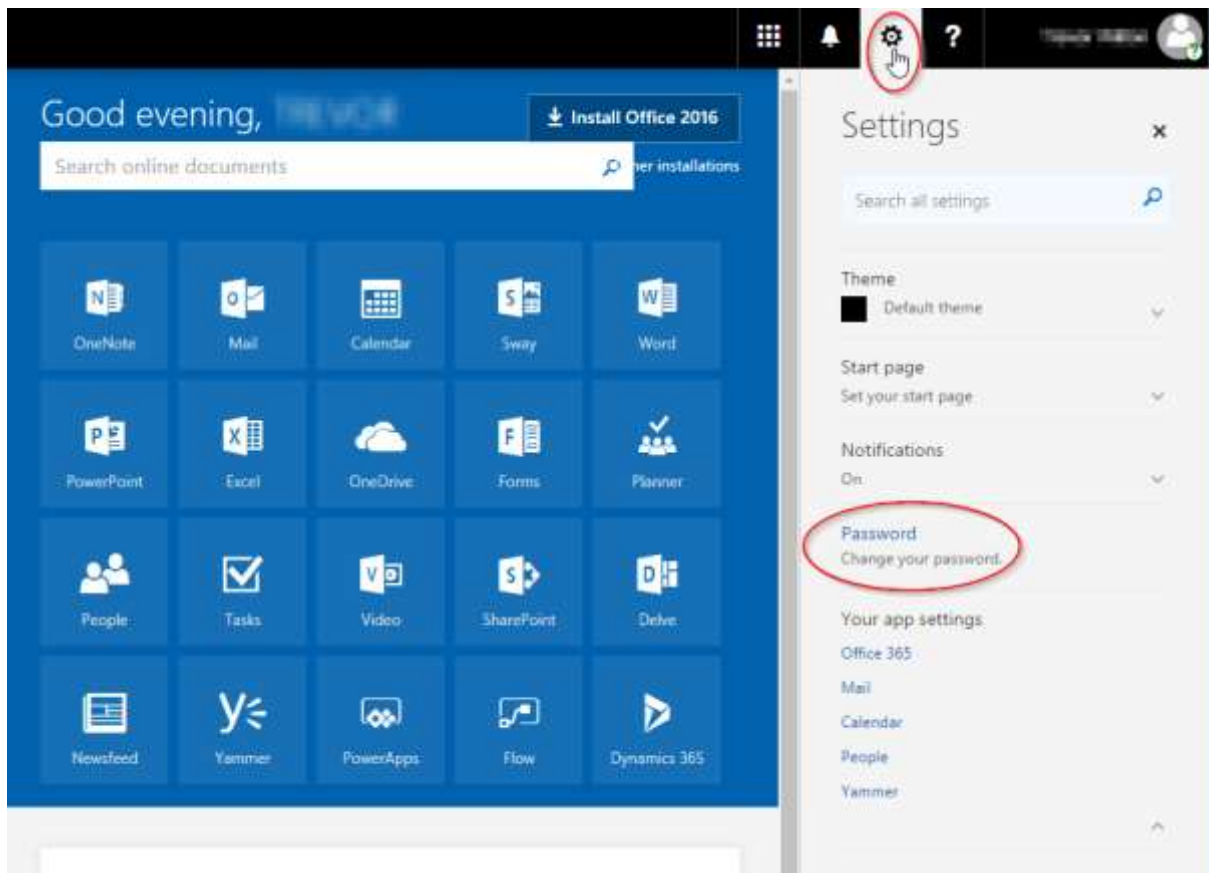 ?
Good evening,
Install Office 2016
Search online documents
her installations
OneNote
Mail
Calendar
Sway
Word
PowerPoint
Excel
OneDrive
Forms
Planner
People
Tasks
Video
SharePoint
Delve
Newsfeed
Yammer
PowerApps
Flow
Dynamics 365
Settings
Search all settings
Theme
Default theme
Start page
Set your start page
Notifications
On
Password
Change your password.
Your app settings
Office 365
Mail
Calendar
People
Yammer